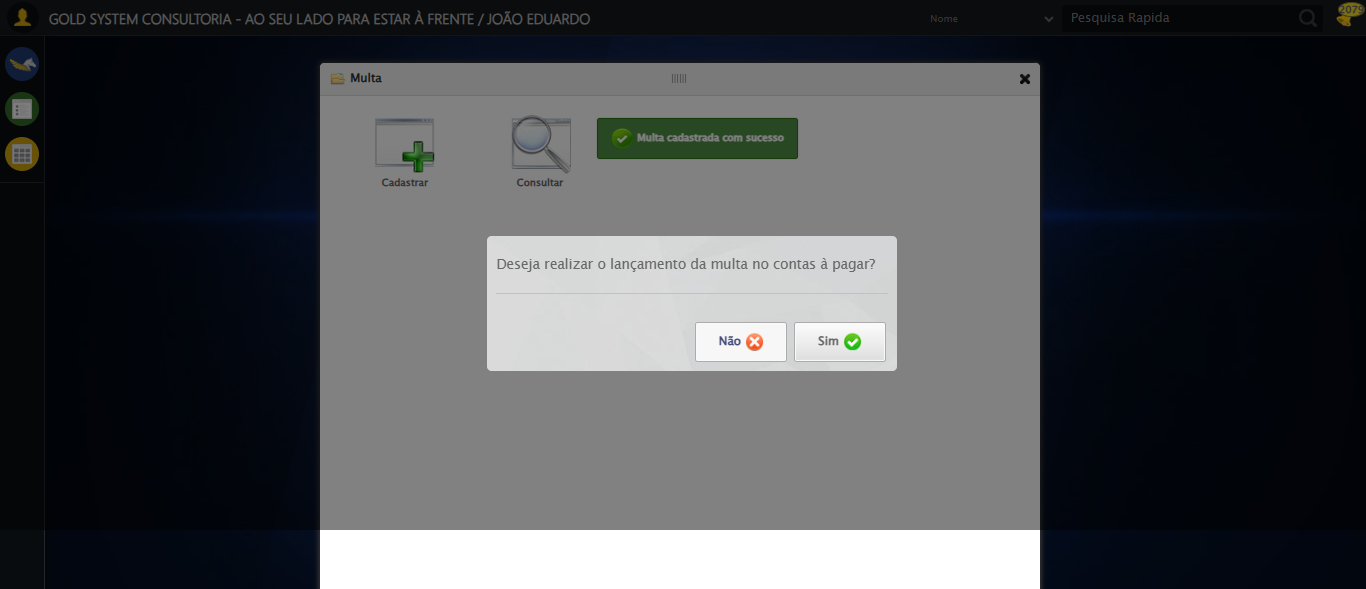 GOLD SYSTEM CONSULTORIA - AO SEU LADO PARA ESTAR À FRENTE / JOÃO EDUARDO
Nome
Pesquisa Rapida
2079
Multa
Multa cadastrada com sucesso
Cadastrar
Consultar
Deseja realizar o lançamento da multa no contas à pagar?
Não
Sim